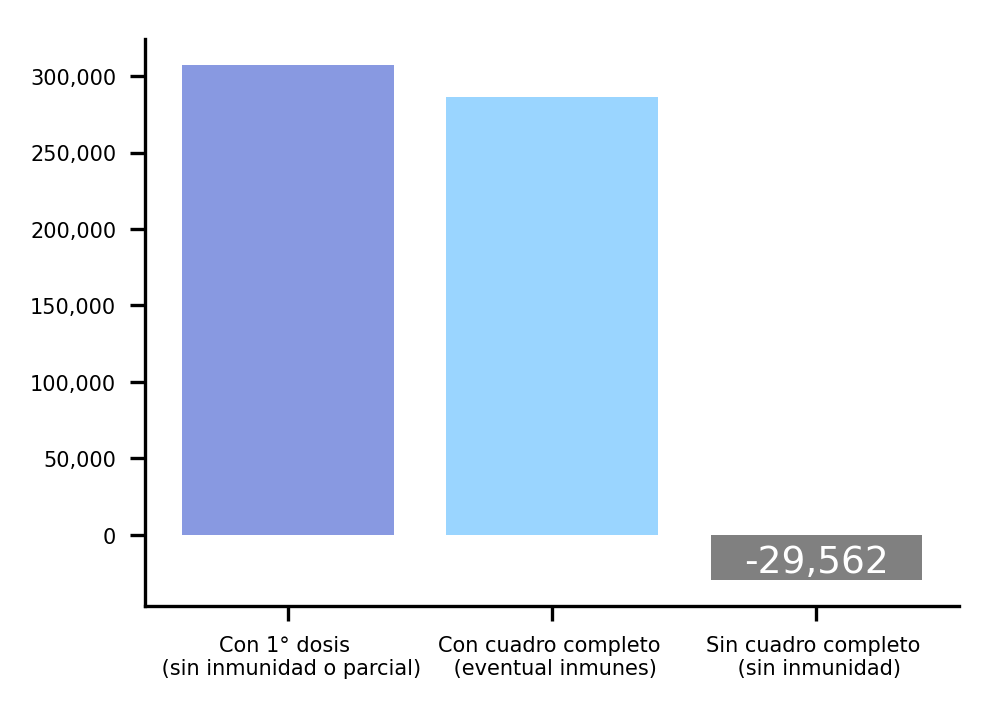 300,000
250,000
200,000
150,000
100,000
50,000
0
-29,562
Con 1° dosis
(sin inmunidad o parcial)
Con cuadro completo
(eventual inmunes)
Sin cuadro completo
(sin inmunidad)